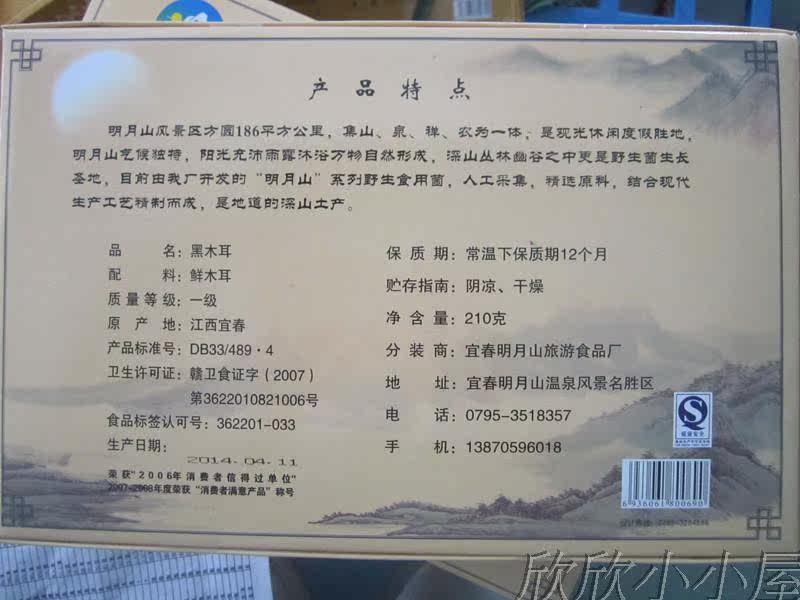 产品特点
明月山风景区方圆186平方公里，集山、泉、禅、农为一体，是观光休闲度假胜地，
明月山气候独特，阳光充沛雨露沐浴万物自然形成，深山丛林幽谷之中更是野生菌生长
圣地，目前由我厂开发的“明月山”系列野生食用菌，人工采集，精选原料，结合现代
生产工艺精制而成，是地道的深山土产。
品 名：黑木耳
配 料：鲜木耳
质量等级：一级
原 产 地：江西宜春
产品标准号：DB33/489·4
卫生许可证：赣卫食证字（2007）
第3622010821006号
食品标签认可号：362201-033
生产日期：
2014.04.11
荣获“2006年消费者信得过单位”
2007-2008年度荣获“消费者满意产品”称号
保 质 期：常温下保质期12个月
贮存指南：阴凉、干燥
净 含 量：210克
分 装 商：宜春明月山旅游食品厂
地 址：宜春明月山温泉风景名胜区
电 话：0795-3518357
手 机：13870596018
质量安全
6 936061 800690
欣欣小小屋